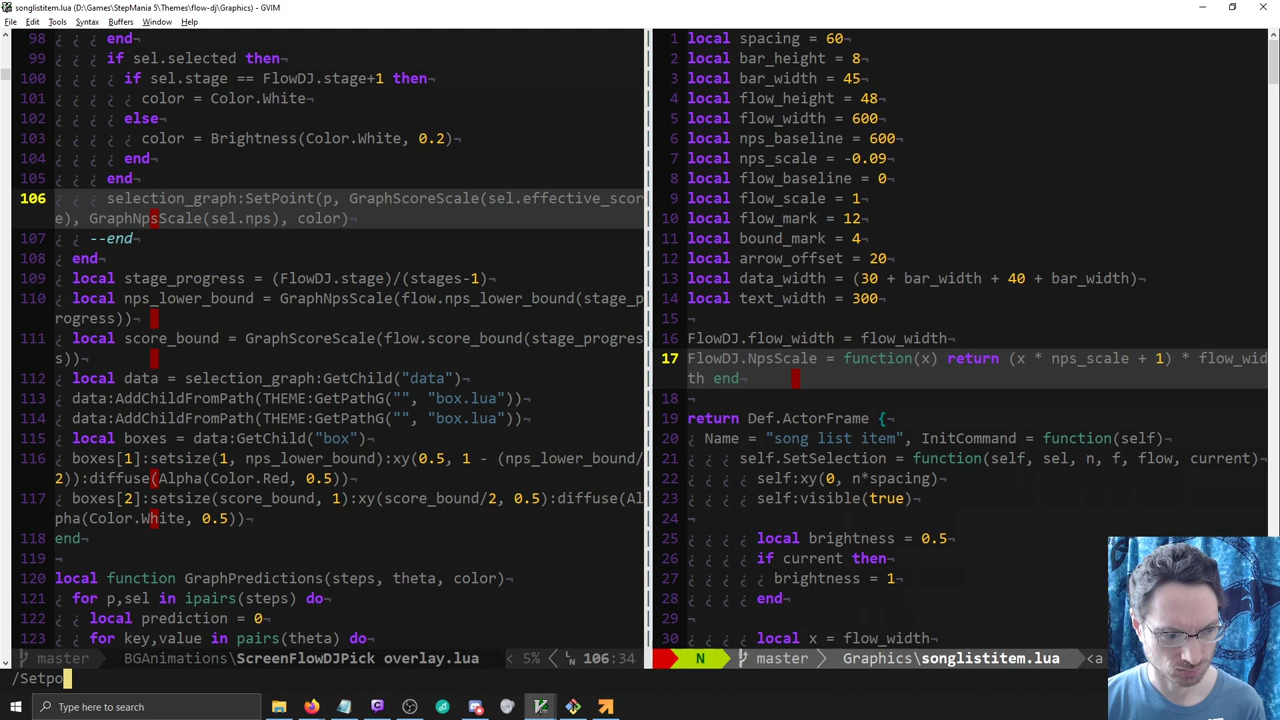 songlistitem.lua (D:\Games\StepMania 5\Themes\flow-dj\Graphics) - GVIM
File Edit Tools Syntax Buffers Window Help
98 ¿ ¿ ¿ end¬
99 ¿ ¿ ¿ if sel.selected then¬
100 ¿ ¿ ¿ ¿ if sel.stage == FlowDJ.stage+1 then¬
101 ¿ ¿ ¿ ¿ ¿ color = Color.White¬
102 ¿ ¿ ¿ ¿ else¬
103 ¿ ¿ ¿ ¿ ¿ color = Brightness(Color.White, 0.2)¬
104 ¿ ¿ ¿ ¿ end¬
105 ¿ ¿ ¿ end¬
106 ¿ ¿ ¿ selection_graph:SetPoint(p, GraphScoreScale(sel.effective_scor
e), GraphNpsScale(sel.nps), color)¬
107 ¿ ¿ --end¬
108 ¿ end¬
109 ¿ local stage_progress = (FlowDJ.stage)/(stages-1)¬
110 ¿ local nps_lower_bound = GraphNpsScale(flow.nps_lower_bound(stage_p
rogress))¬
111 ¿ local score_bound = GraphScoreScale(flow.score_bound(stage_progres
s))¬
112 ¿ local data = selection_graph:GetChild("data")¬
113 ¿ data:AddChildFromPath(THEME:GetPathG("", "box.lua"))¬
114 ¿ data:AddChildFromPath(THEME:GetPathG("", "box.lua"))¬
115 ¿ local boxes = data:GetChild("box")¬
116 ¿ boxes[1]:setsize(1, nps_lower_bound):xy(0.5, 1 - (nps_lower_bound/
2)):diffuse(Alpha(Color.Red, 0.5))¬
117 ¿ boxes[2]:setsize(score_bound, 1):xy(score_bound/2, 0.5):diffuse(Al
pha(Color.White, 0.5))¬
118 end¬
119 ¬
120 local function GraphPredictions(steps, theta, color)¬
121 ¿ for p,sel in ipairs(steps) do¬
122 ¿ ¿ local prediction = 0¬
123 ¿ ¿ for key,value in pairs(theta) do¬
master BGAnimations\ScreenFlowDJPick overlay.lua < 5% LN 106:34
1 local spacing = 60¬
2 local bar_height = 8¬
3 local bar_width = 45¬
4 local flow_height = 48¬
5 local flow_width = 600¬
6 local nps_baseline = 600¬
7 local nps_scale = -0.09¬
8 local flow_baseline = 0¬
9 local flow_scale = 1¬
10 local flow_mark = 12¬
11 local bound_mark = 4¬
12 local arrow_offset = 20¬
13 local data_width = (30 + bar_width + 40 + bar_width)¬
14 local text_width = 300¬
15 ¬
16 FlowDJ.flow_width = flow_width¬
17 FlowDJ.NpsScale = function(x) return (x * nps_scale + 1) * flow_wid
th end¬
18 ¬
19 return Def.ActorFrame {¬
20 ¿ Name = "song list item", InitCommand = function(self)¬
21 ¿ ¿ ¿ self.SetSelection = function(self, sel, n, f, flow, current)¬
22 ¿ ¿ ¿ ¿ self:xy(0, n*spacing)¬
23 ¿ ¿ ¿ ¿ self:visible(true)¬
24 ¬
25 ¿ ¿ ¿ ¿ local brightness = 0.5¬
26 ¿ ¿ ¿ ¿ if current then¬
27 ¿ ¿ ¿ ¿ ¿ brightness = 1¬
28 ¿ ¿ ¿ ¿ end¬
29 ¬
30 ¿ ¿ ¿ ¿ local x = flow_width¬
N master Graphics\songlistitem.lua <a
/Setpo
Type here to search